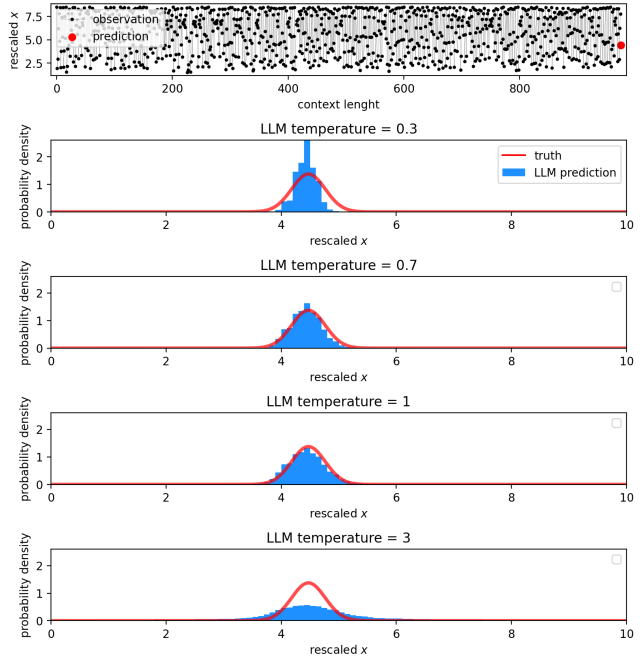 rescaled x
7.5
5.0
2.5
observation
prediction
0
200
400
600
800
context lenght
LLM temperature = 0.3
probability density
2
1
0
truth
LLM prediction
0
2
4
6
8
10
rescaled x
LLM temperature = 0.7
probability density
2
1
0
0
2
4
6
8
10
rescaled x
LLM temperature = 1
probability density
2
1
0
0
2
4
6
8
10
rescaled x
LLM temperature = 3
probability density
2
1
0
0
2
4
6
8
10
rescaled x